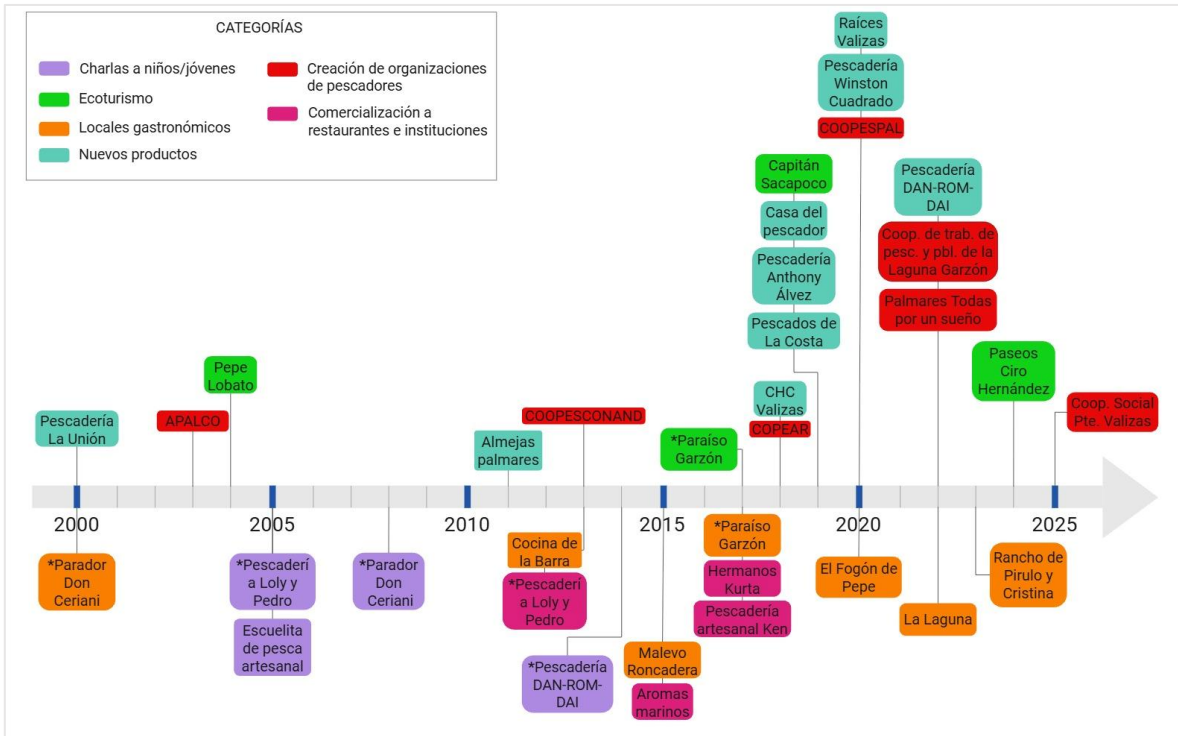 CATEGORÍAS
Charlas a niños/jóvenes
Ecoturismo
Locales gastronómicos
Nuevos productos
Creación de organizaciones
de pescadores
Comercialización a
restaurantes e instituciones
Raíces
Valizas
Pescadería
Winston
Cuadrado
COOPESPAL
Capitán
Sacapoco
Casa del
pescador
Pescadería
Anthony
Álvez
Pescados de
La Costa
Pescadería
DAN-ROM-
DAI
Coop. de trab. de
pesc. y pbl. de la
Laguna Garzón
Palmares Todas
por un sueño
Pepe
Lobato
Paseos
Ciro
Hernández
Pescadería
La Unión
APALCO
Almejas
palmares
COOPESCONAND
*Paraíso
Garzón
CHC
Valizas
COPEAR
Coop. Social
Pte. Valizas
2000
2005
2010
2015
2020
2025
*Parador
Don
Ceriani
*Pescaderí
a Loly y
Pedro
Escuelita
de pesca
artesanal
*Parador
Don
Ceriani
Cocina de
la Barra
*Pescaderí
a Loly y
Pedro
*Pescadería
DAN-ROM-
DAI
Malevo
Roncadera
Aromas
marinos
*Paraíso
Garzón
Hermanos
Kurta
Pescadería
artesanal Ken
El Fogón de
Pepe
La Laguna
Rancho de
Pirulo y
Cristina